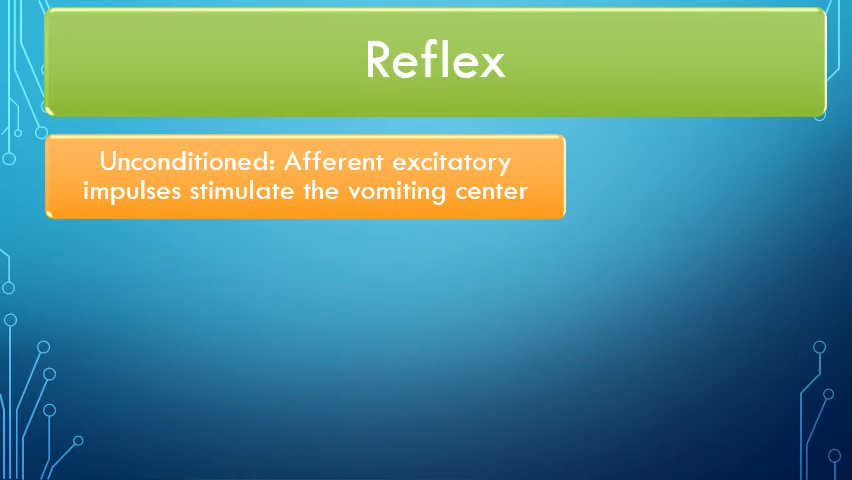 Reflex
Unconditioned: Afferent excitatory
impulses stimulate the vomiting center